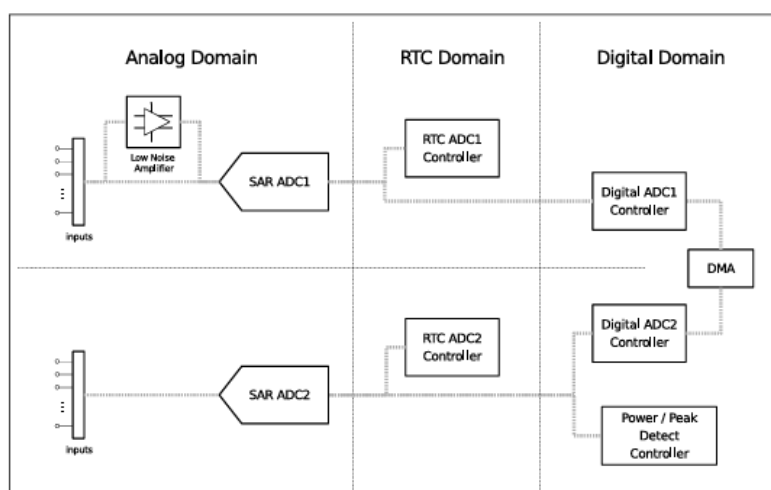 Analog Domain
RTC Domain
Digital Domain
Low Noise
Amplifier
inputs
SAR ADC1
RTC ADC1
Controller
Digital ADC1
Controller
DMA
inputs
SAR ADC2
RTC ADC2
Controller
Digital ADC2
Controller
Power / Peak
Detect
Controller